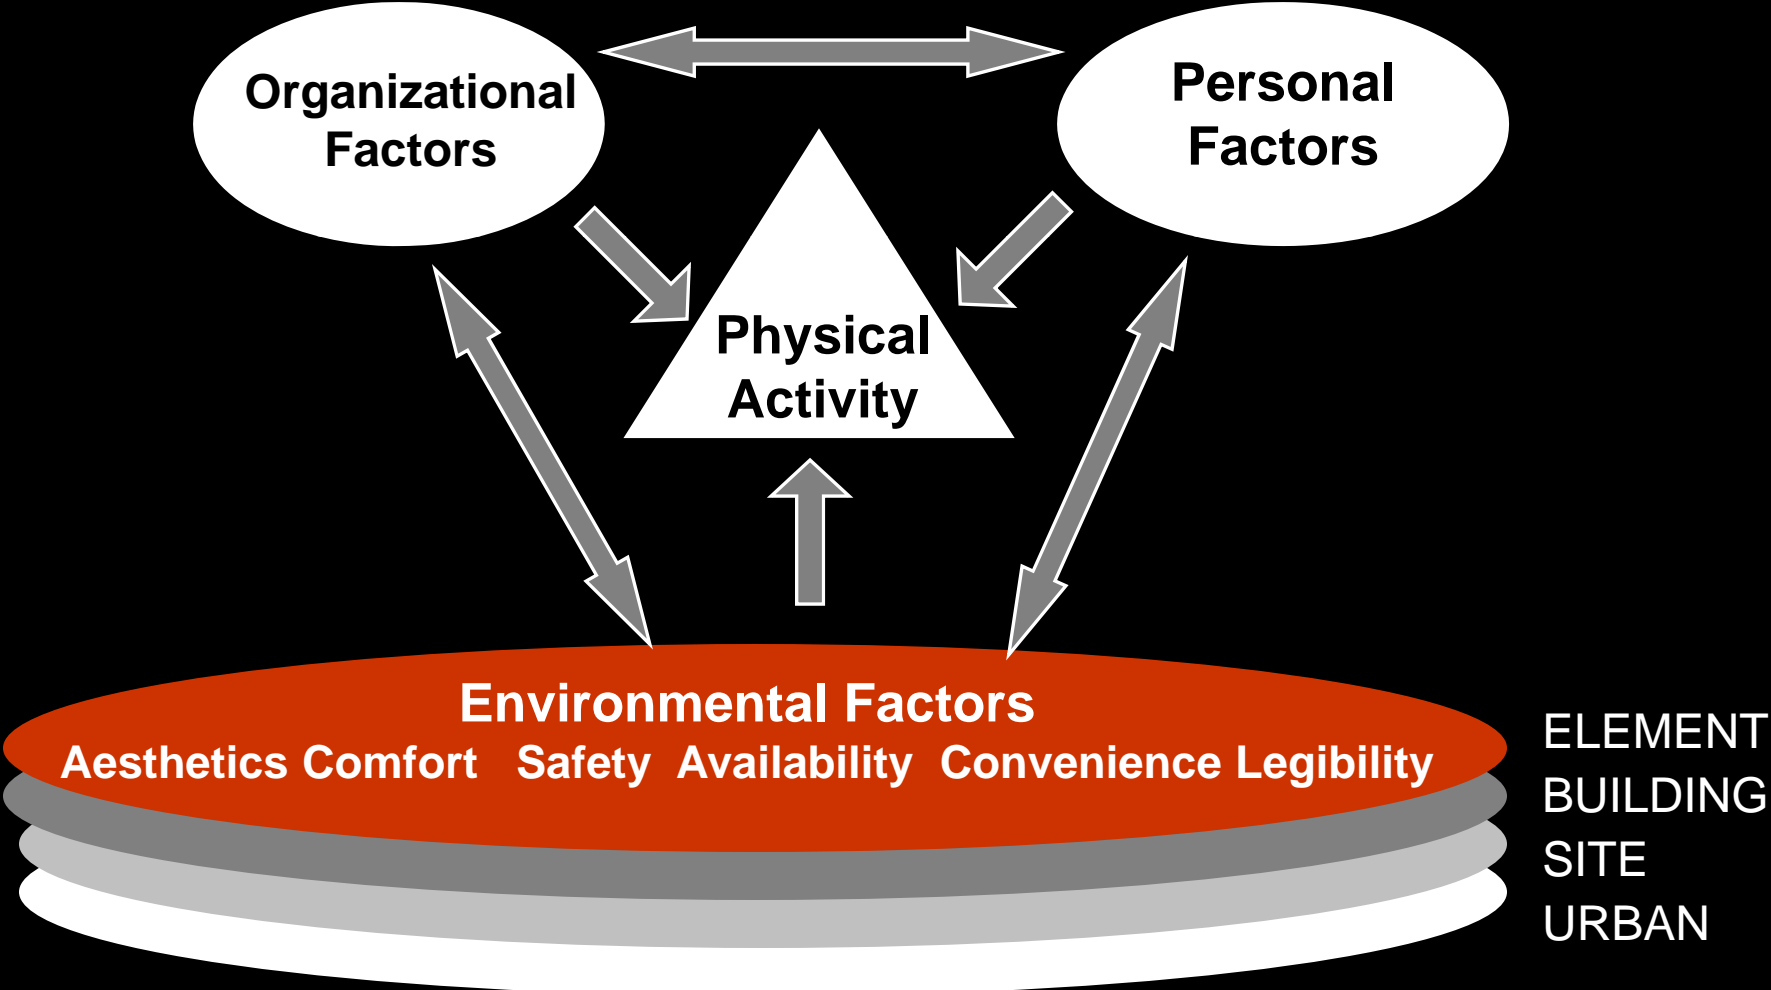 Organizational
Factors
Personal
Factors
Physical
Activity
Environmental Factors
Aesthetics Comfort Safety Availability Convenience Legibility
ELEMENT
BUILDING
SITE
URBAN